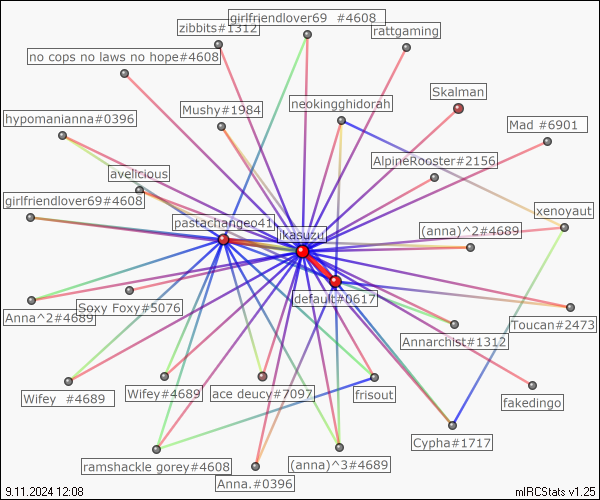 girlfriendlover69  #4608
zibbits#1312
rattgaming
no cops no laws no hope#4608
Skalman
neokingghidorah
Mushy#1984
hypomanianna#0396
Mad #6901
AlpineRooster#2156
avelicious
girlfriendlover69#4608
xenoyaut
pastachangeo41
(anna)^2#4689
ikasuzu
default#0617
Soxy Foxy#5076
Anna^2#4689
Toucan#2473
Annarchist#1312
Wifey  #4689
Wifey#4689
ace deucy#7097
frisout
fakedingo
Cypha#1717
ramshackle gorey#4608
(anna)^3#4689
Anna.#0396
9.11.2024 12:08
mIRCStats v1.25